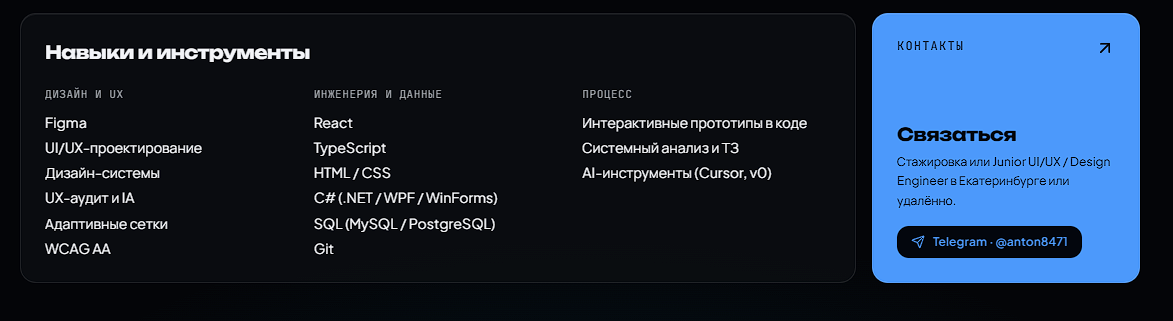 Навыки и инструменты
ДИЗАЙН И UX
Figma
UI/UX-проектирование
Дизайн-системы
UX-аудит и IA
Адаптивные сетки
WCAG AA
ИНЖЕНЕРИЯ И ДАННЫЕ
React
TypeScript
HTML / CSS
C# (.NET / WPF / WinForms)
SQL (MySQL / PostgreSQL)
Git
ПРОЦЕСС
Интерактивные прототипы в коде
Системный анализ и ТЗ
AI-инструменты (Cursor, v0)
КОНТАКТЫ
Связаться
Стажировка или Junior UI/UX / Design
Engineer в Екатеринбурге или
удалённо.
Telegram · @anton8471